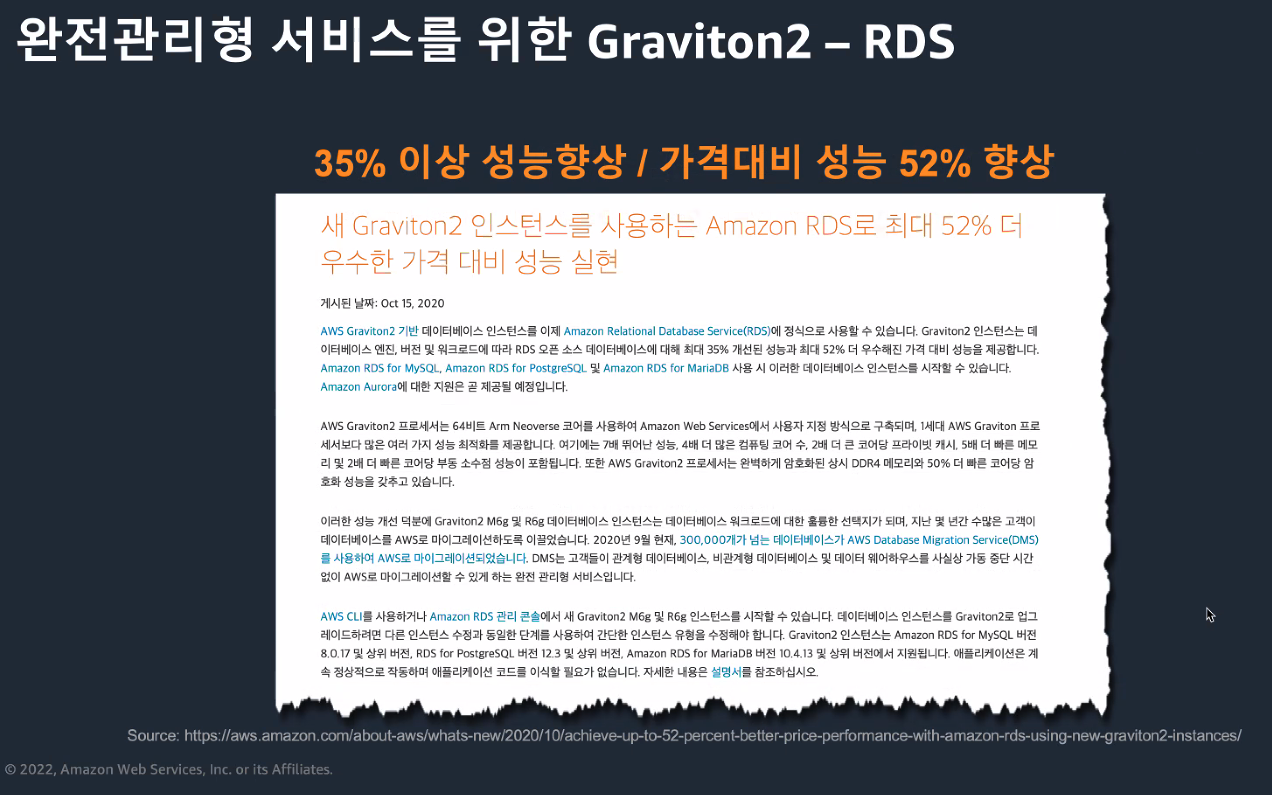 완전관리형 서비스를 위한 Graviton2 – RDS
35% 이상 성능향상 / 가격대비 성능 52% 향상
새 Graviton2 인스턴스를 사용하는 Amazon RDS로 최대 52% 더
우수한 가격 대비 성능 실현
게시된 날짜: Oct 15, 2020
AWS Graviton2 기반 데이터베이스 인스턴스를 이제 Amazon Relational Database Service(RDS)에 정식으로 사용할 수 있습니다. Graviton2 인스턴스는 데
이터베이스 엔진, 버전 및 워크로드에 따라 RDS 오픈 소스 데이터베이스에 대해 최대 35% 개선된 성능과 최대 52% 더 우수해진 가격 대비 성능을 제공합니다.
Amazon RDS for MySQL, Amazon RDS for PostgreSQL 및 Amazon RDS for MariaDB 사용 시 이러한 데이터베이스 인스턴스를 시작할 수 있습니다.
Amazon Aurora에 대한 지원은 곧 제공될 예정입니다.
AWS Graviton2 프로세서는 64비트 Arm Neoverse 코어를 사용하여 Amazon Web Services에서 사용자 지정 방식으로 구축되며, 1세대 AWS Graviton 프로
세서보다 많은 여러 가지 성능 최적화를 제공합니다. 여기에는 7배 뛰어난 성능, 4배 더 많은 컴퓨팅 코어 수, 2배 더 큰 코어당 프라이빗 캐시, 5배 더 빠른 메모
리 및 2배 더 빠른 코어당 부동 소수점 성능이 포함됩니다. 또한 AWS Graviton2 프로세서는 완벽하게 암호화된 상시 DDR4 메모리와 50% 더 빠른 코어당 암
호화 성능을 갖추고 있습니다.
이러한 성능 개선 덕분에 Graviton2 M6g 및 R6g 데이터베이스 인스턴스는 데이터베이스 워크로드에 대한 훌륭한 선택지가 되며, 지난 몇 년간 수많은 고객이
데이터베이스를 AWS로 마이그레이션하도록 이끌었습니다. 2020년 9월 현재, 300,000개가 넘는 데이터베이스가 AWS Database Migration Service(DMS)
를 사용하여 AWS로 마이그레이션되었습니다. DMS는 고객들이 관계형 데이터베이스, 비관계형 데이터베이스 및 데이터 웨어하우스를 사실상 가동 중단 시간
없이 AWS로 마이그레이션할 수 있게 하는 완전 관리형 서비스입니다.
AWS CLI를 사용하거나 Amazon RDS 관리 콘솔에서 새 Graviton2 M6g 및 R6g 인스턴스를 시작할 수 있습니다. 데이터베이스 인스턴스를 Graviton2로 업그
레이드하려면 다른 인스턴스 수정과 동일한 단계를 사용하여 간단한 인스턴스 유형을 수정해야 합니다. Graviton2 인스턴스는 Amazon RDS for MySQL 버전
8.0.17 및 상위 버전, RDS for PostgreSQL 버전 12.3 및 상위 버전, Amazon RDS for MariaDB 버전 10.4.13 및 상위 버전에서 지원됩니다. 애플리케이션은 계
속 정상적으로 작동하며 애플리케이션 코드를 이식할 필요가 없습니다. 자세한 내용은 설명서를 참조하십시오.
Source: https://aws.amazon.com/about-aws/whats-new/2020/10/achieve-up-to-52-percent-better-price-performance-with-amazon-rds-using-new-graviton2-instances/
© 2022, Amazon Web Services, Inc. or its Affiliates.